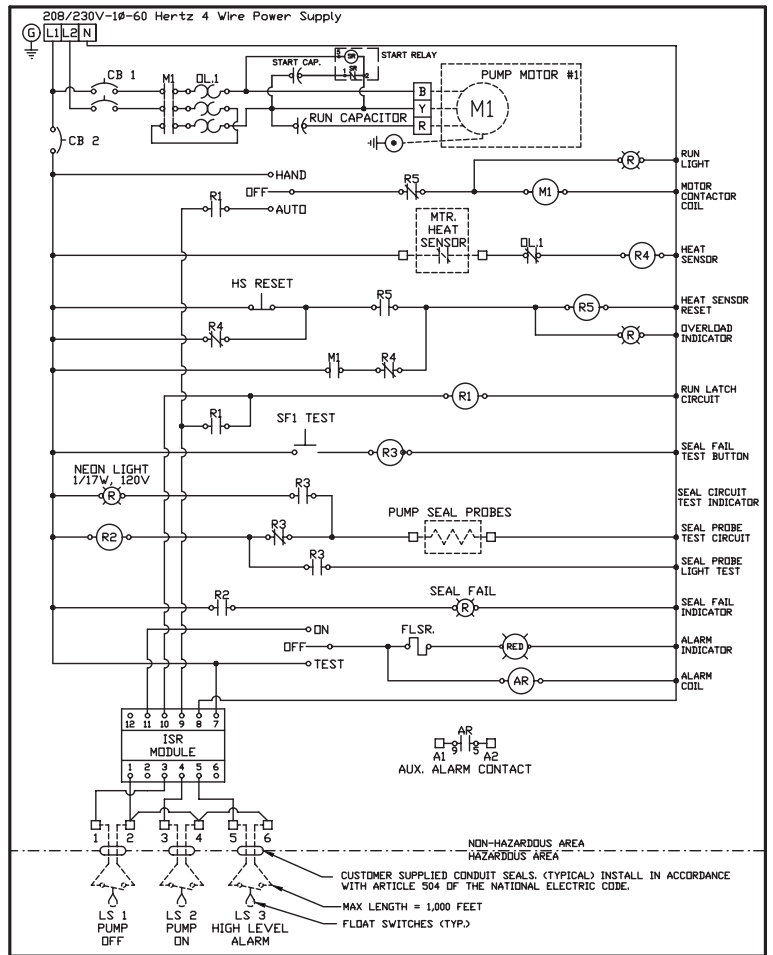 208/230V-1Ø-60 Hertz 4 Wire Power Supply
G L1 L2 N
START CAP.
5
SR
SR
1 2
START RELAY
CB 1
M1
OL.1
PUMP MOTOR #1
B
Y
R
M1
RUN CAPACITOR
CB 2
R
RUN
LIGHT
HAND
OFF
R5
M1
MOTOR
CONTACTOR
COIL
R1
AUTO
MTR.
HEAT
SENSOR
OL.1
R4
HEAT
SENSOR
HS RESET
R5
R5
HEAT SENSOR
RESET
R4
R
OVERLOAD
INDICATOR
M1
R4
R1
RUN LATCH
CIRCUIT
R1
SF1 TEST
R3
SEAL FAIL
TEST BUTTON
NEON LIGHT
1/17W, 120V
R
R3
SEAL CIRCUIT
TEST INDICATOR
PUMP SEAL PROBES
R2
R3
SEAL PROBE
TEST CIRCUIT
R3
SEAL PROBE
LIGHT TEST
R2
SEAL FAIL
R
SEAL FAIL
INDICATOR
ON
OFF
FLSR.
RED
ALARM
INDICATOR
TEST
AR
ALARM
COIL
12 11 10 9 8 7
ISR
MODULE
1 2 3 4 5 6
AR
A1 9 5 A2
AUX. ALARM CONTACT
1 2 3 4 5 6
NON-HAZARDOUS AREA
HAZARDOUS AREA
CUSTOMER SUPPLIED CONDUIT SEALS. (TYPICAL) INSTALL IN ACCORDANCE
WITH ARTICLE 504 OF THE NATIONAL ELECTRIC CODE.
MAX LENGTH = 1,000 FEET
FLOAT SWITCHES (TYP.)
LS 1
PUMP
OFF
LS 2
PUMP
ON
LS 3
HIGH LEVEL
ALARM